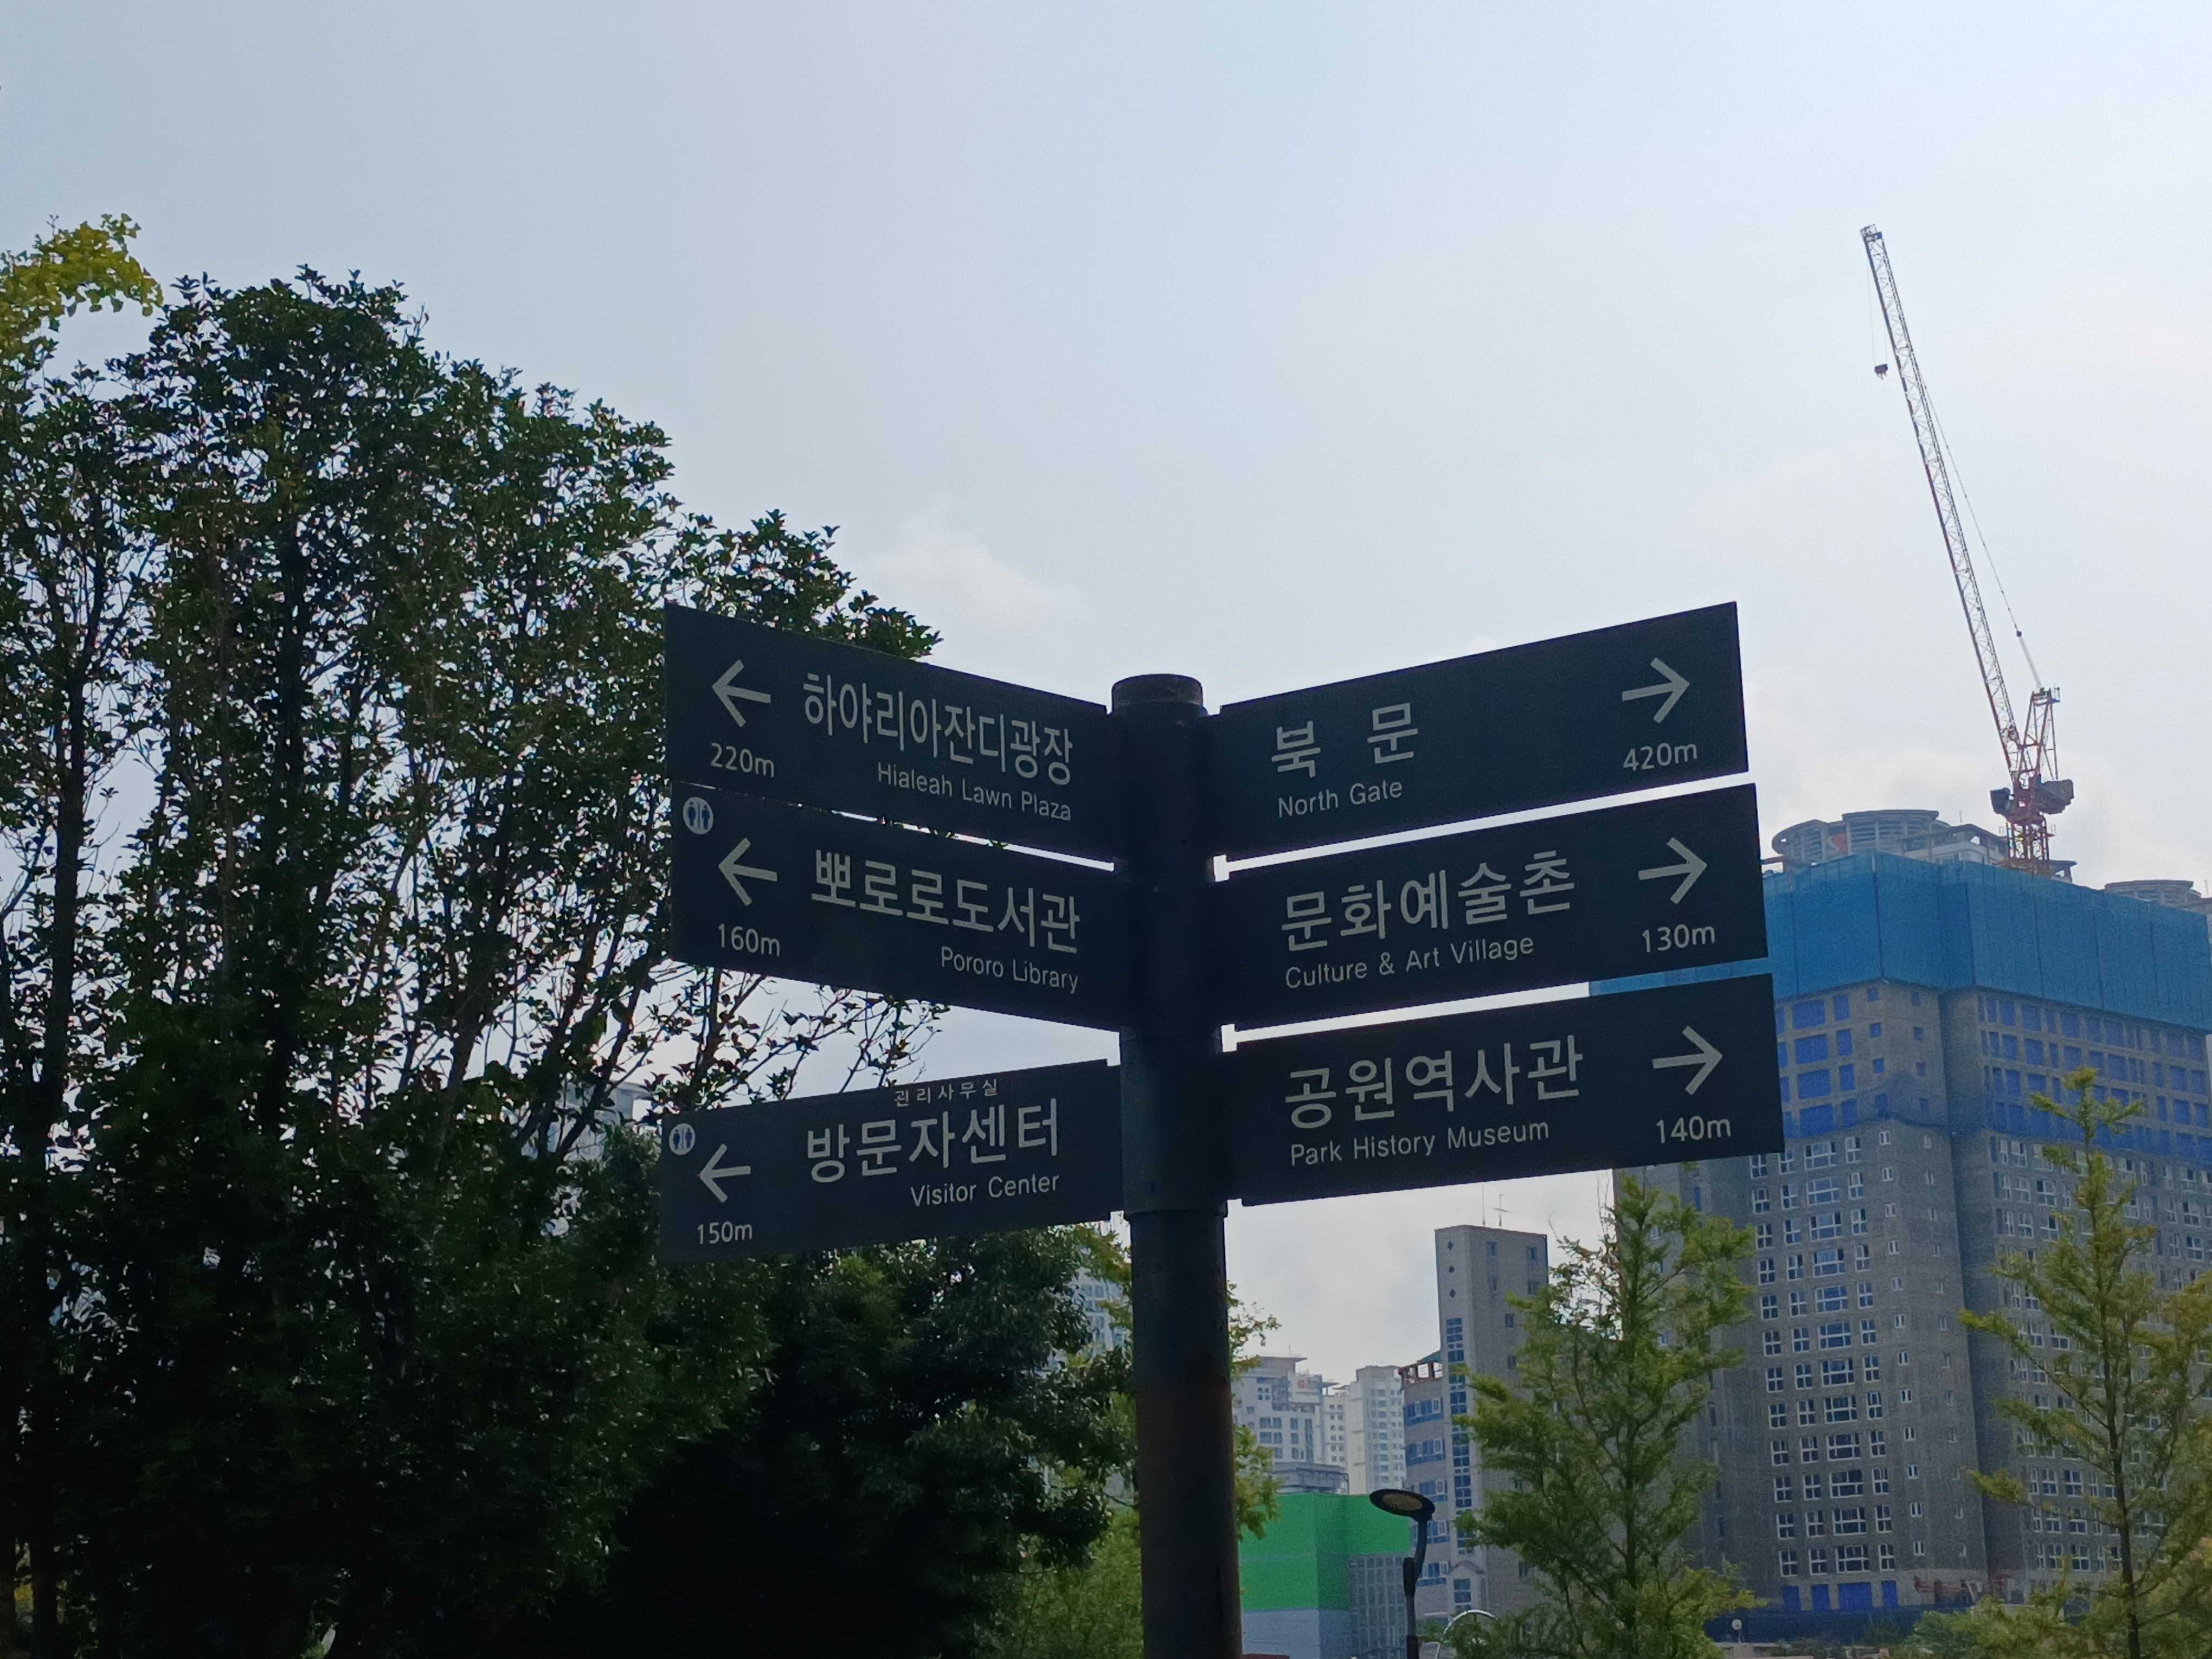 하야리아잔디광장
Hialeah Lawn Plaza
220m
뽀로로도서관
Pororo Library
160m
관리사무실
방문자센터
Visitor Center
150m
북 문
North Gate
420m
문화예술촌
Culture & Art Village
130m
공원역사관
Park History Museum
140m